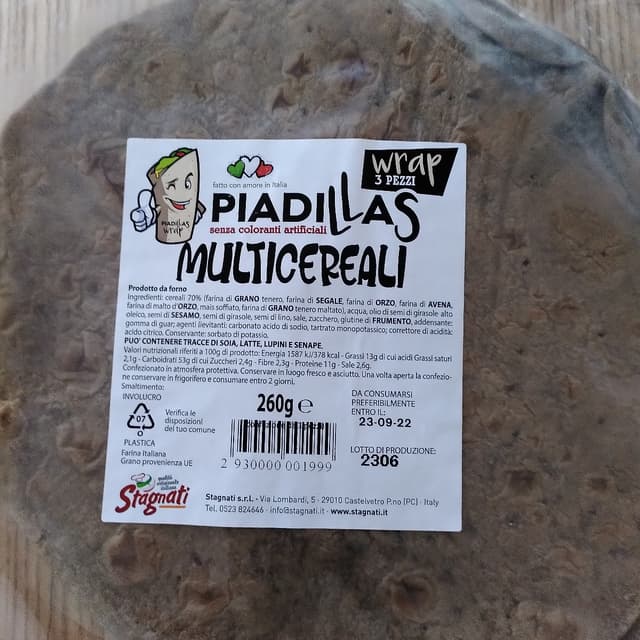 wrap
3 PEZZI
fatto con amore in Italia
PIADILLAS
senza coloranti artificiali
PIADILLAS
WRAP
MULTICEREALI
Prodotto da forno
Ingredienti: cereali 70% (farina di GRANO tenero, farina di SEGALE, farina di ORZO, farina di AVENA,
farina di malto d'ORZO, mais soffiato, farina di GRANO tenero maltato), acqua, olio di semi di girasole alto
oleico, semi di SESAMO, semi di girasole, semi di lino, sale, zucchero, glutine di FRUMENTO, addensante:
gomma di guar; agenti lievitanti: carbonato acido di sodio, tartrato monopotassico; correttore di acidità:
acido citrico. Conservante: sorbato di potassio.
PUO' CONTENERE TRACCE DI SOIA, LATTE, LUPINI E SENAPE.
Valori nutrizionali riferiti a 100g di prodotto: Energia 1587 kJ/378 kcal - Grassi 13g di cui acidi Grassi saturi
2,1g - Carboidrati 53g di cui Zuccheri 2,4g - Fibre 2,3g - Proteine 11g - Sale 2,6g.
Confezionato in atmosfera protettiva. Conservare in luogo fresco e asciutto. Una volta aperta la confezio-
ne conservare in frigorifero e consumare entro 2 giorni.
Smaltimento:
INVOLUCRO
07
O
PLASTICA
Verifica le
disposizioni
del tuo comune
Farina Italiana
Grano provenienza UE
260g e
2 930000 001999
DA CONSUMARSI
PREFERIBILMENTE
ENTRO IL:
23-09-22
LOTTO DI PRODUZIONE:
2306
Stagnati
Stagnati s.r.l. - Via Lombardi, 5 - 29010 Castelvetro P.no (PC) - Italy
Tel. 0523 824646 - info@stagnati.it - www.stagnati.it